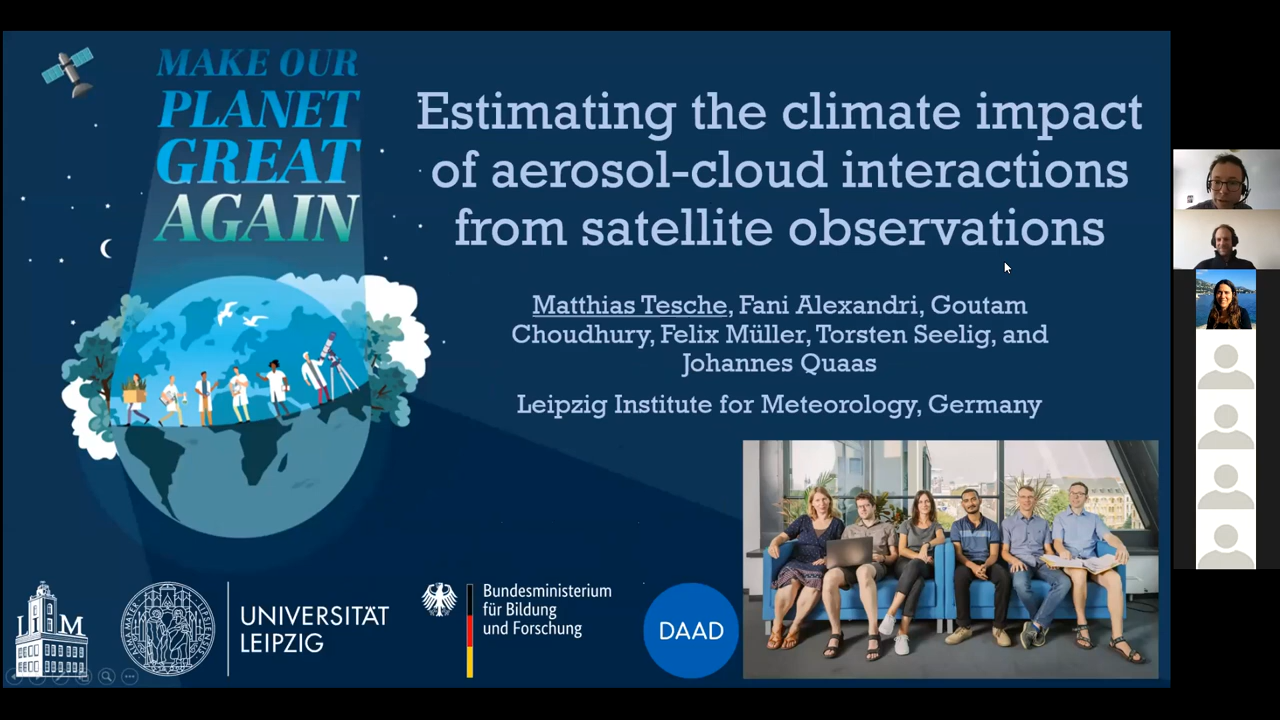 MAKE OUR
PLANET
GREAT
AGAIN
Estimating the climate impact
of aerosol-cloud interactions
from satellite observations
Matthias Tesche, Fani Alexandri, Goutam
Choudhury, Felix Müller, Torsten Seelig, and
Johannes Quaas
Leipzig Institute for Meteorology, Germany
LIM
UNIVERSITÄT
LEIPZIG
Bundesministerium
für Bildung
und Forschung
DAAD